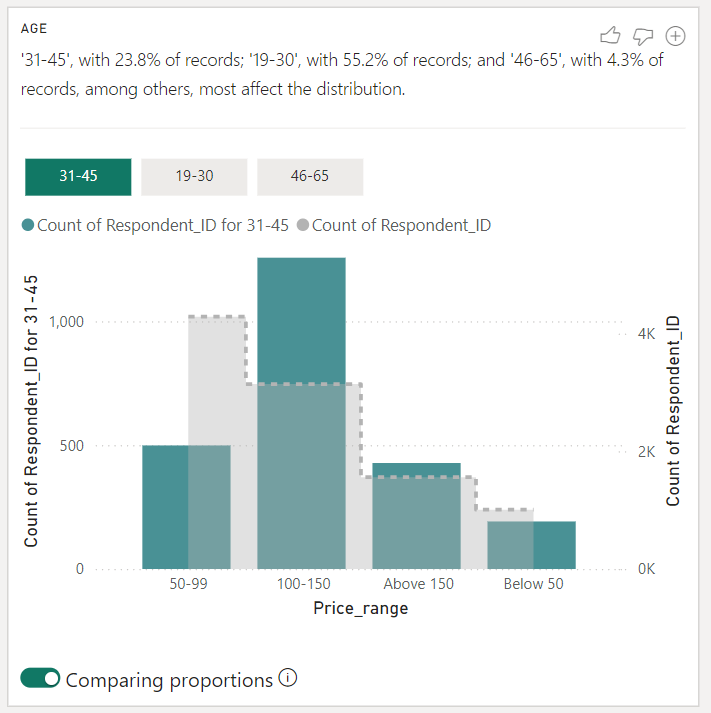 AGE
'31-45', with 23.8% of records; '19-30', with 55.2% of records; and '46-65', with 4.3% of
records, among others, most affect the distribution.
31-45 19-30 46-65
Count of Respondent_ID for 31-45 Count of Respondent_ID
Count of Respondent_ID for 31-45
1,000
500
0
4K
2K
0K
Count of Respondent_ID
50-99 100-150 Above 150 Below 50
Price_range
Comparing proportions